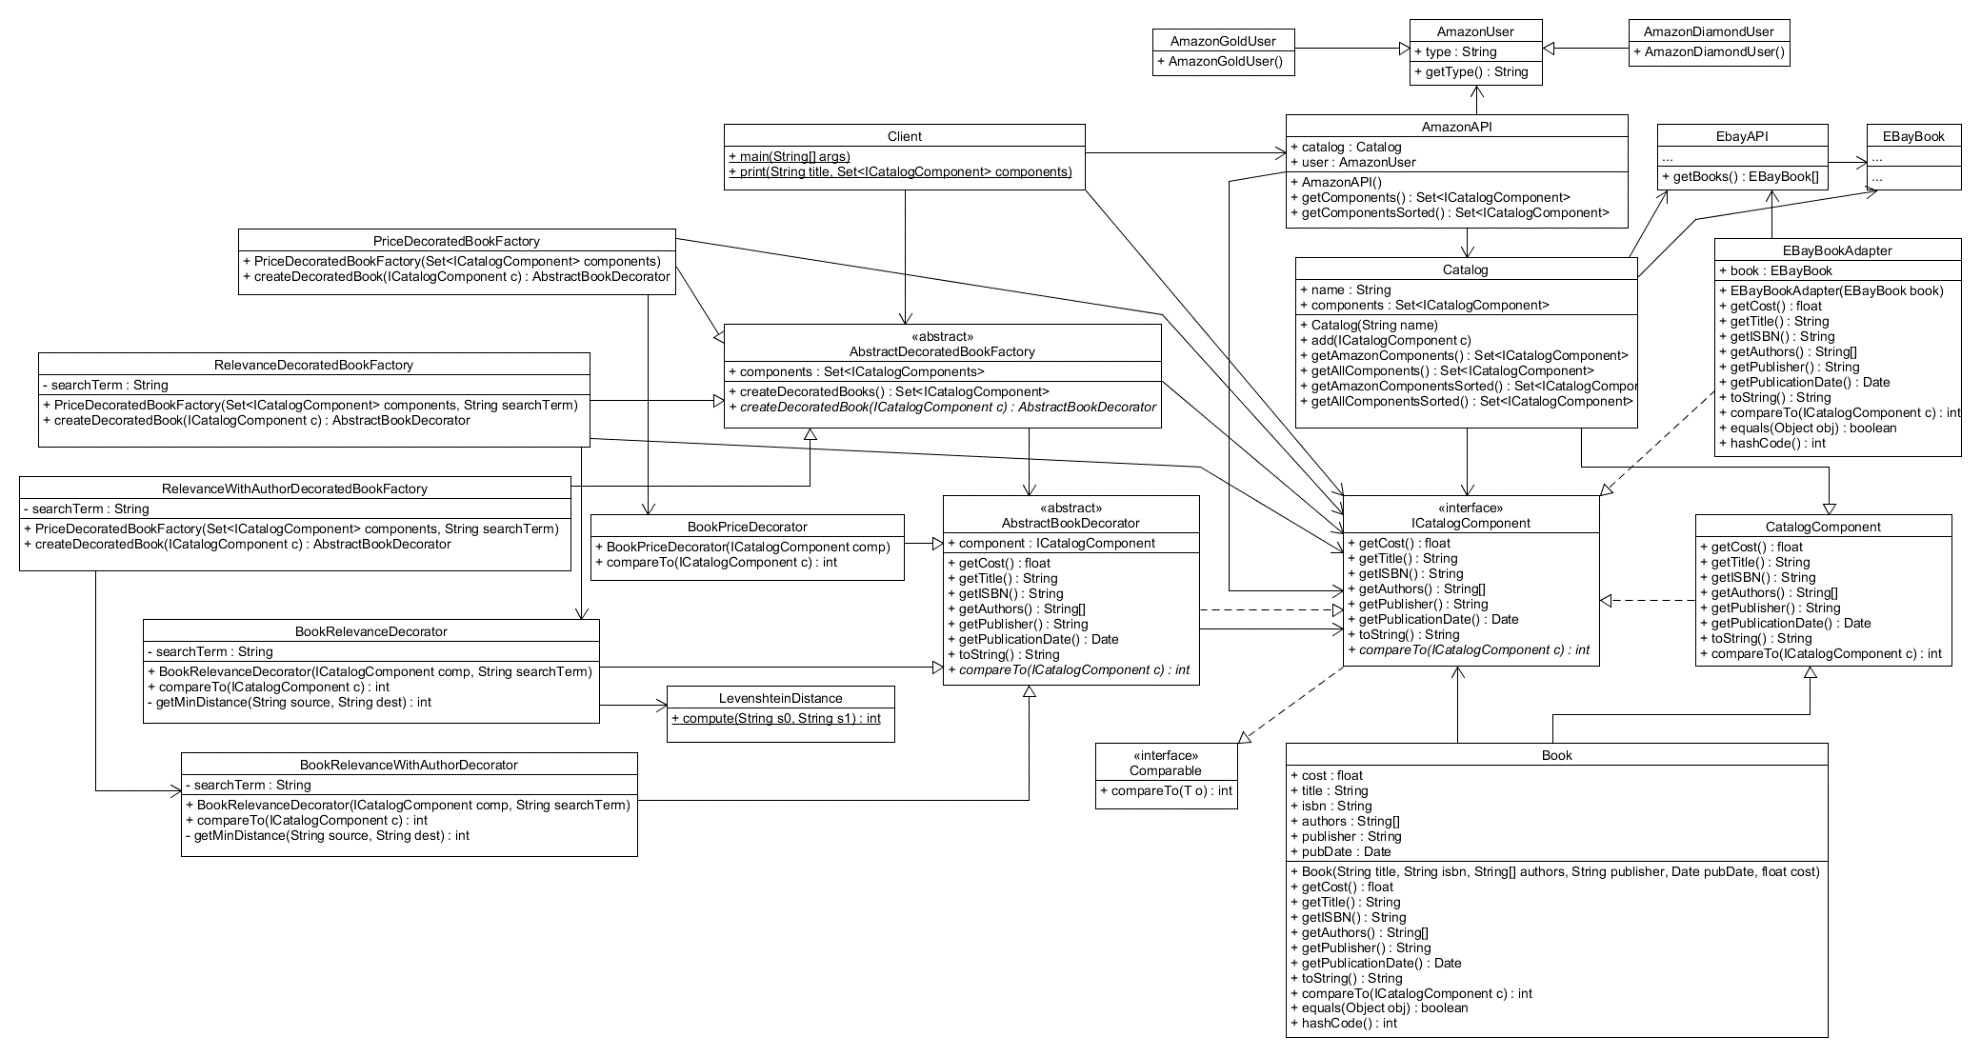 AmazonGoldUser
+ AmazonGoldUser()
AmazonUser
+ type : String
+ getType() : String
AmazonDiamondUser
+ AmazonDiamondUser()
Client
+ main(String[] args)
+ print(String title, Set<ICatalogComponent> components)
AmazonAPI
+ catalog : Catalog
+ user : AmazonUser
+ AmazonAPI()
+ getComponents() : Set<ICatalogComponent>
+ getComponentsSorted() : Set<ICatalogComponent>
EbayAPI
...
+ getBooks() : EBayBook[]
EBayBook
...
...
PriceDecoratedBookFactory
+ PriceDecoratedBookFactory(Set<ICatalogComponent> components)
+ createDecoratedBook(ICatalogComponent c) : AbstractBookDecorator
Catalog
+ name : String
+ components : Set<ICatalogComponent>
+ Catalog(String name)
+ add(ICatalogComponent c)
+ getAmazonComponents() : Set<ICatalogComponent>
+ getAllComponents() : Set<ICatalogComponent>
+ getAmazonComponentsSorted() : Set<ICatalogCompor
+ getAllComponentsSorted() : Set<ICatalogComponent>
EBayBookAdapter
+ book : EBayBook
+ EBayBookAdapter(EBayBook book)
+ getCost() : float
+ getTitle() : String
+ getISBN() : String
+ getAuthors() : String[]
+ getPublisher() : String
+ getPublicationDate() : Date
+ toString() : String
+ compareTo(ICatalogComponent c) : int
+ equals(Object obj) : boolean
+ hashCode() : int
«abstract»
AbstractDecoratedBookFactory
+ components : Set<ICatalogComponents>
+ createDecoratedBooks() : Set<ICatalogComponent>
+ createDecoratedBook(ICatalogComponent c) : AbstractBookDecorator
RelevanceDecoratedBookFactory
- searchTerm : String
+ PriceDecoratedBookFactory(Set<ICatalogComponent> components, String searchTerm)
+ createDecoratedBook(ICatalogComponent c) : AbstractBookDecorator
RelevanceWithAuthorDecoratedBookFactory
- searchTerm : String
+ PriceDecoratedBookFactory(Set<ICatalogComponent> components, String searchTerm)
+ createDecoratedBook(ICatalogComponent c) : AbstractBookDecorator
BookPriceDecorator
+ BookPriceDecorator(ICatalogComponent comp)
+ compareTo(ICatalogComponent c) : int
«abstract»
AbstractBookDecorator
+ component : ICatalogComponent
+ getCost() : float
+ getTitle() : String
+ getISBN() : String
+ getAuthors() : String[]
+ getPublisher() : String
+ getPublicationDate() : Date
+ toString() : String
+ compareTo(ICatalogComponent c) : int
«interface»
ICatalogComponent
+ getCost() : float
+ getTitle() : String
+ getISBN() : String
+ getAuthors() : String[]
+ getPublisher() : String
+ getPublicationDate() : Date
+ toString() : String
+ compareTo(ICatalogComponent c) : int
CatalogComponent
+ getCost() : float
+ getTitle() : String
+ getISBN() : String
+ getAuthors() : String[]
+ getPublisher() : String
+ getPublicationDate() : Date
+ toString() : String
+ compareTo(ICatalogComponent c) : int
BookRelevanceDecorator
- searchTerm : String
+ BookRelevanceDecorator(ICatalogComponent comp, String searchTerm)
+ compareTo(ICatalogComponent c) : int
- getMinDistance(String source, String dest) : int
LevenshteinDistance
+ compute(String s0, String s1) : int
BookRelevanceWithAuthorDecorator
- searchTerm : String
+ BookRelevanceDecorator(ICatalogComponent comp, String searchTerm)
+ compareTo(ICatalogComponent c) : int
- getMinDistance(String source, String dest) : int
«interface»
Comparable
+ compareTo(T o) : int
Book
+ cost : float
+ title : String
+ isbn : String
+ authors : String[]
+ publisher : String
+ pubDate : Date
+ Book(String title, String isbn, String[] authors, String publisher, Date pubDate, float cost)
+ getCost() : float
+ getTitle() : String
+ getISBN() : String
+ getAuthors() : String[]
+ getPublisher() : String
+ getPublicationDate() : Date
+ toString() : String
+ compareTo(ICatalogComponent c) : int
+ equals(Object obj) : boolean
+ hashCode() : int